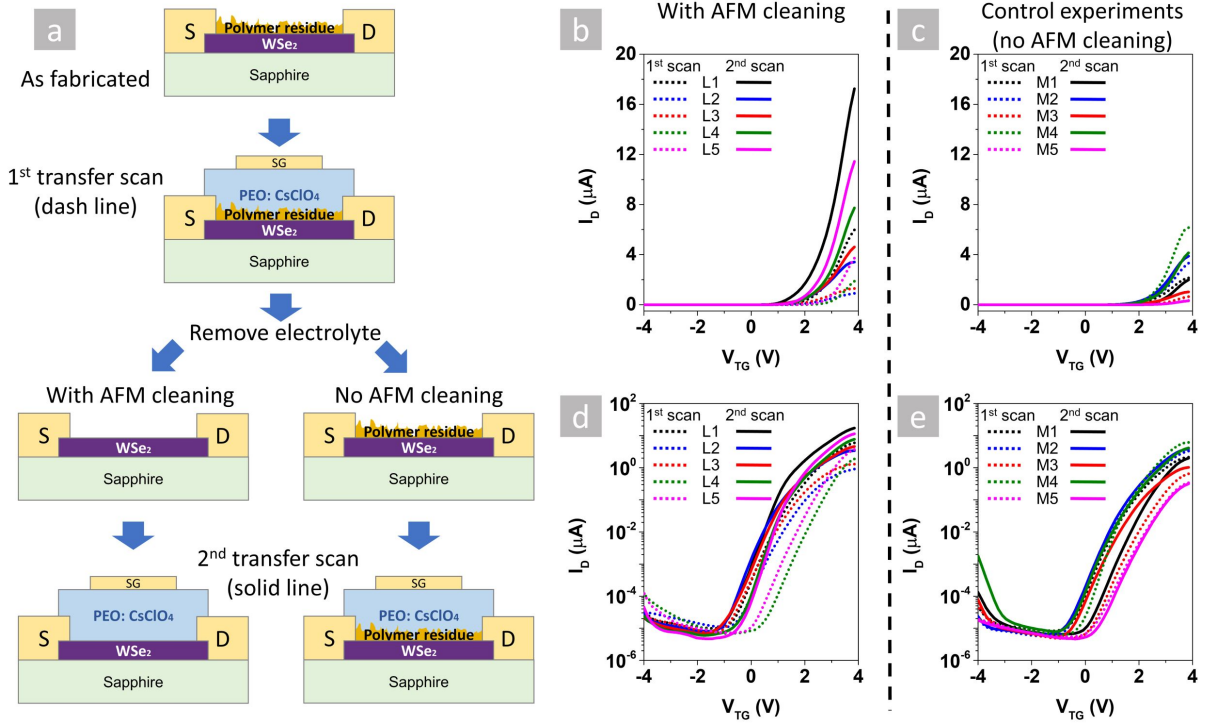 a
S
Polymer residue
D
WSe₂
Sapphire
As fabricated
1st transfer scan
(dash line)
SG
PEO: CsClO₄
S
Polymer residue
D
WSe₂
Sapphire
Remove electrolyte
With AFM cleaning
No AFM cleaning
S
D
WSe₂
Sapphire
S
Polymer residue
D
WSe₂
Sapphire
2nd transfer scan
(solid line)
SG
PEO: CsClO₄
S
D
WSe₂
Sapphire
SG
PEO: CsClO₄
S
Polymer residue
D
WSe₂
Sapphire
With AFM cleaning
b
20
16
12
8
4
0
I_D (μA)
1st scan 2nd scan
L1
L2
L3
L4
L5
-4 -2 0 2 4
V_TG (V)
Control experiments
(no AFM cleaning)
c
20
16
12
8
4
0
I_D (μA)
1st scan 2nd scan
M1
M2
M3
M4
M5
-4 -2 0 2 4
V_TG (V)
d
10²
10⁰
10⁻²
10⁻⁴
10⁻⁶
I_D (μA)
1st scan 2nd scan
L1
L2
L3
L4
L5
-4 -2 0 2 4
V_TG (V)
e
10²
10⁰
10⁻²
10⁻⁴
10⁻⁶
I_D (μA)
1st scan 2nd scan
M1
M2
M3
M4
M5
-4 -2 0 2 4
V_TG (V)